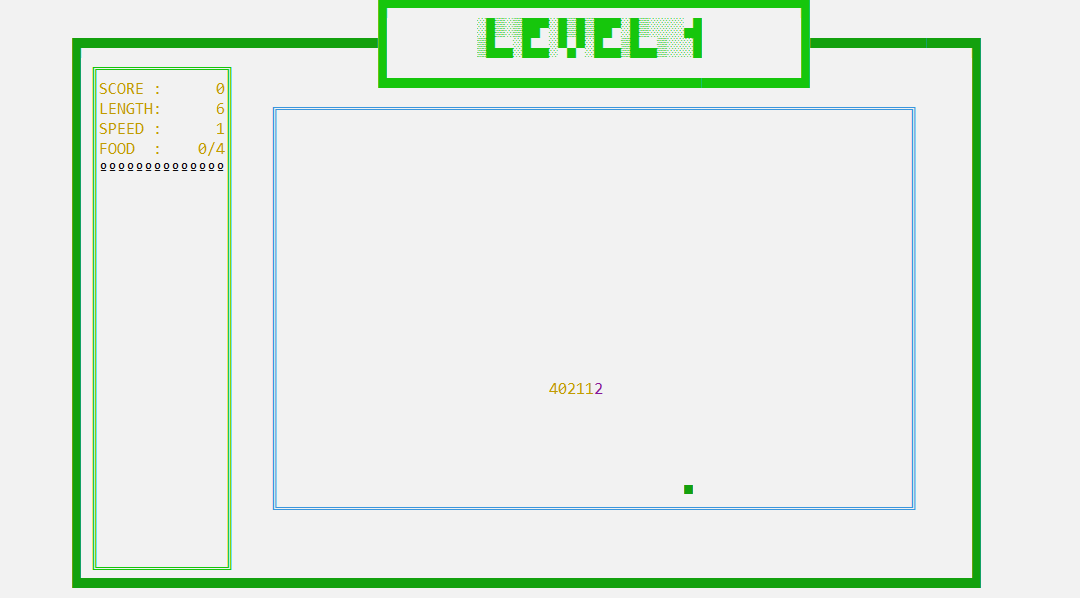 LEVEL 1
SCORE : 0
LENGTH: 6
SPEED : 1
FOOD : 0/4
ºººººººººººººº
402112